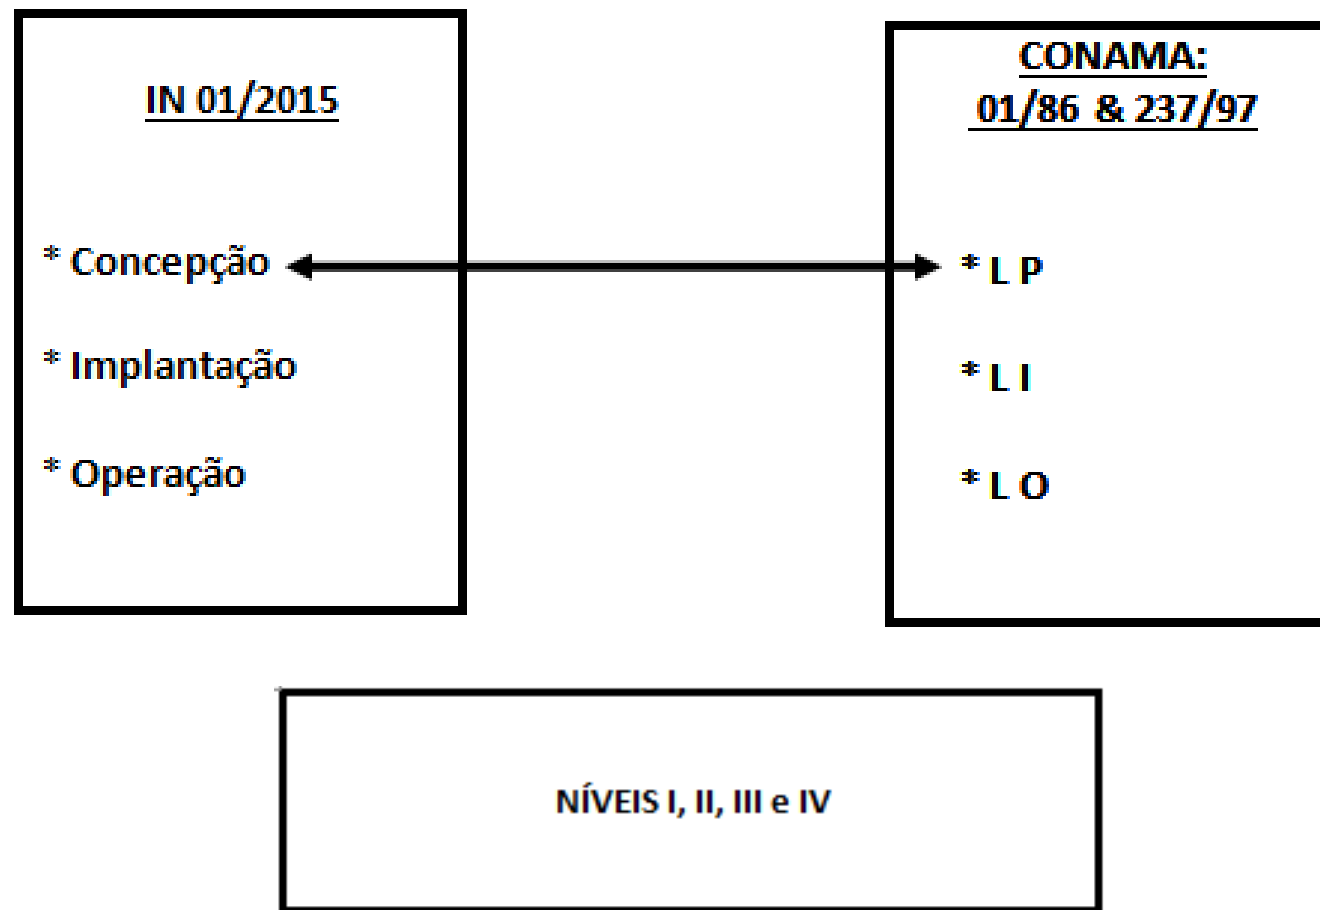 IN 01/2015
* Concepção
* Implantação
* Operação
CONAMA:
01/86 & 237/97
* L P
* L I
* L O
NÍVEIS I, II, III e IV